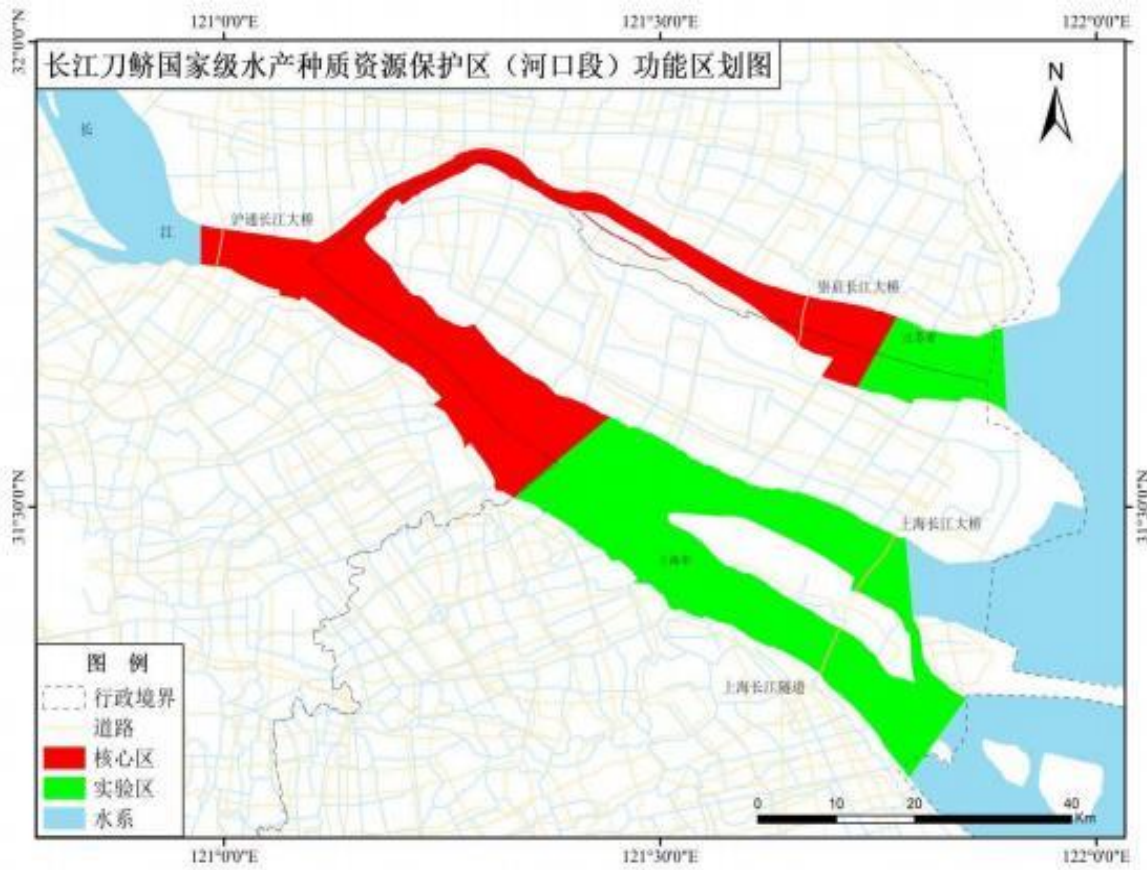 121°0'0"E
121°30'0"E
122°0'0"E
32°0'0"N
长江刀鲚国家级水产种质资源保护区（河口段）功能区划图
N
长
江
沪通长江大桥
崇启长江大桥
31°30'0"N
31°30'0"N
上海长江大桥
上海市
上海长江隧道
图 例
行政境界
道路
核心区
实验区
水系
0 10 20 40
Km
121°0'0"E
121°30'0"E
122°0'0"E